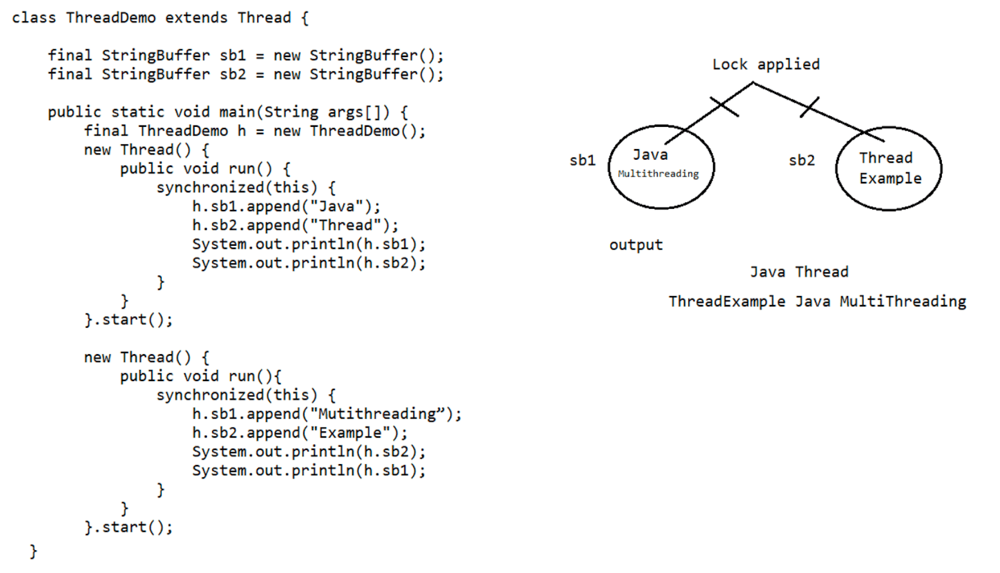 class ThreadDemo extends Thread {
final StringBuffer sb1 = new StringBuffer();
final StringBuffer sb2 = new StringBuffer();
public static void main(String args[]) {
final ThreadDemo h = new ThreadDemo();
new Thread() {
public void run() {
synchronized(this) {
h.sb1.append("Java");
h.sb2.append("Thread");
System.out.println(h.sb1);
System.out.println(h.sb2);
}
}
}.start();
new Thread() {
public void run(){
synchronized(this) {
h.sb1.append("Mutithreading”);
h.sb2.append("Example");
System.out.println(h.sb2);
System.out.println(h.sb1);
}
}
}.start();
}
Lock applied
sb1
Java
Multithreading
sb2
Thread
Example
output
Java Thread
ThreadExample Java MultiThreading